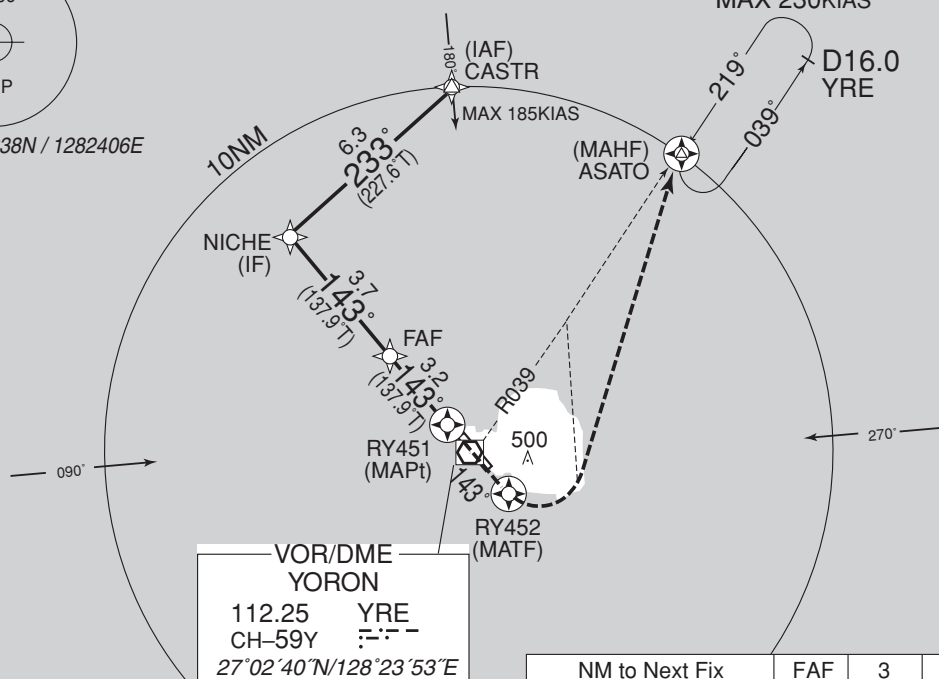 MAX 230KIAS
(IAF)
CASTR
180°
MAX 185KIAS
D16.0
YRE
219°
039°
P
38N / 1282406E
10NM
6.3
233°
(227.6°T)
(MAHF)
ASATO
NICHE
(IF)
3.7
143°
(137.9°T)
FAF
3.2
143°
(137.9°T)
R039
500
RY451
(MAPt)
270°
090°
143°
RY452
(MATF)
VOR/DME
YORON
112.25 YRE
CH–59Y
27°02´40˝N/128°23´53˝E
NM to Next Fix FAF 3